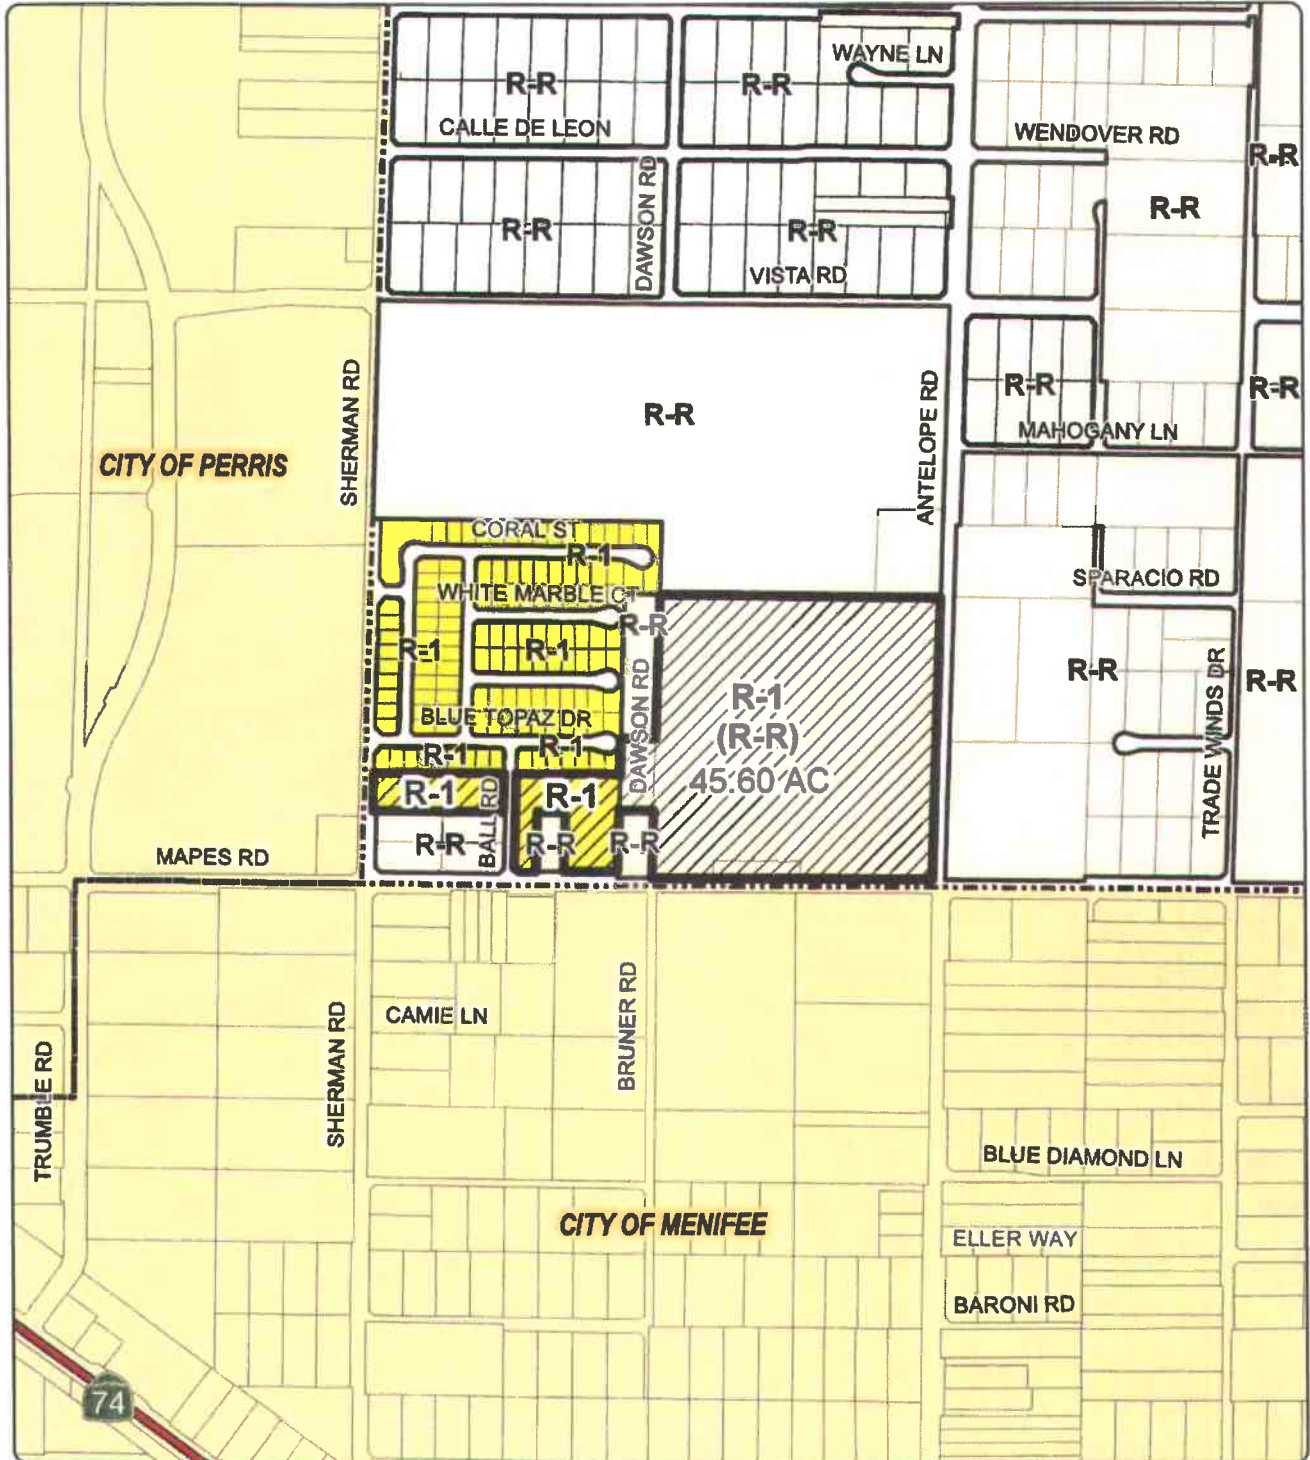 WAYNE LN
R-R
R-R
CALLE DE LEON
WENDOVER RD
R-R
DAWSON RD
R-R
R-R
R-R
VISTA RD
SHERMAN RD
R-R
ANTELOPE RD
R-R
R-R
MAHOGANY LN
CITY OF PERRIS
CORAL ST
R-1
WHITE MARBLE CT
SPARACIO RD
R-R
R-1
R-1
DAWSON RD
R-1
(R-R)
45.60 AC
R-R
TRADE WINDS DR
R-R
BLUE TOPAZ DR
R-1
R-1
R-1
BALL RD
R-1
R-R
R-R
R-R
MAPES RD
CAMIE LN
BRUNER RD
SHERMAN RD
TRUMBLE RD
BLUE DIAMOND LN
CITY OF MENIFEE
ELLER WAY
BARONI RD
74